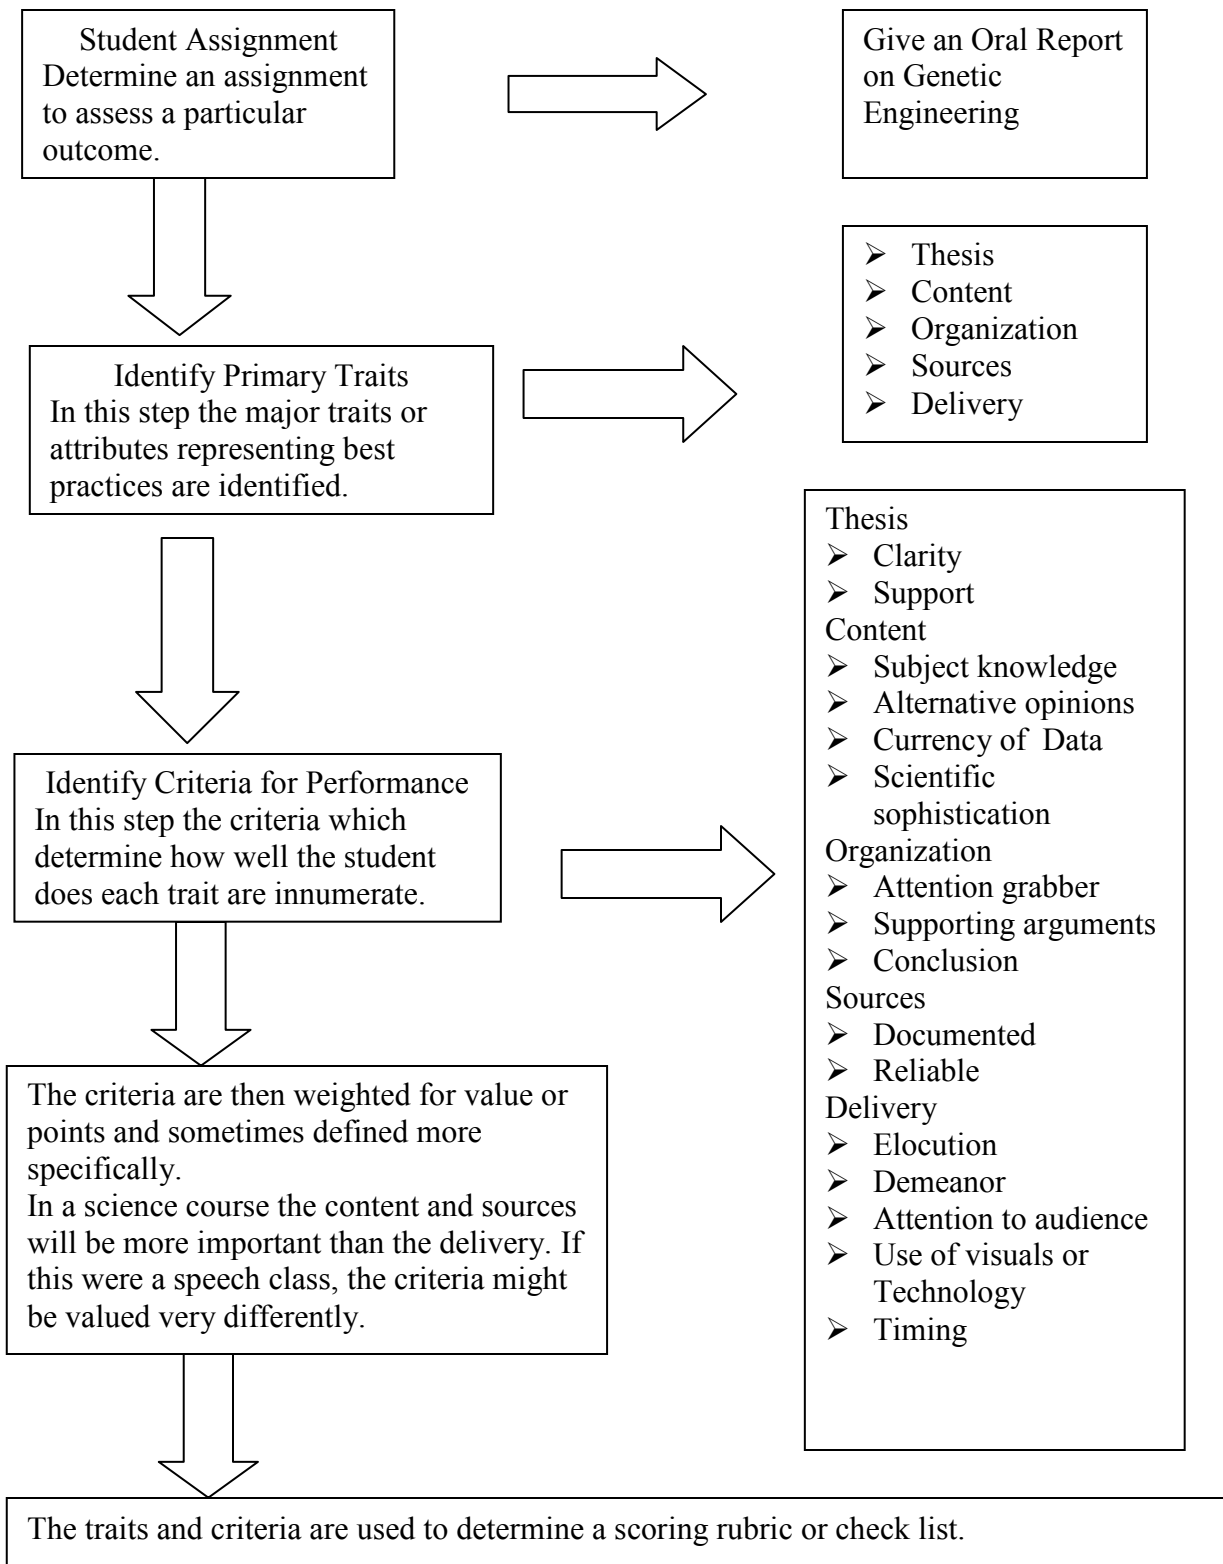 Student Assignment
Determine an assignment
to assess a particular
outcome.
Give an Oral Report
on Genetic
Engineering
➢ Thesis
➢ Content
➢ Organization
➢ Sources
➢ Delivery
Identify Primary Traits
In this step the major traits or
attributes representing best
practices are identified.
Thesis
➢ Clarity
➢ Support
Content
➢ Subject knowledge
➢ Alternative opinions
➢ Currency of Data
➢ Scientific
sophistication
Organization
➢ Attention grabber
➢ Supporting arguments
➢ Conclusion
Sources
➢ Documented
➢ Reliable
Delivery
➢ Elocution
➢ Demeanor
➢ Attention to audience
➢ Use of visuals or
Technology
➢ Timing
Identify Criteria for Performance
In this step the criteria which
determine how well the student
does each trait are innumerate.
The criteria are then weighted for value or
points and sometimes defined more
specifically.
In a science course the content and sources
will be more important than the delivery. If
this were a speech class, the criteria might
be valued very differently.
The traits and criteria are used to determine a scoring rubric or check list.